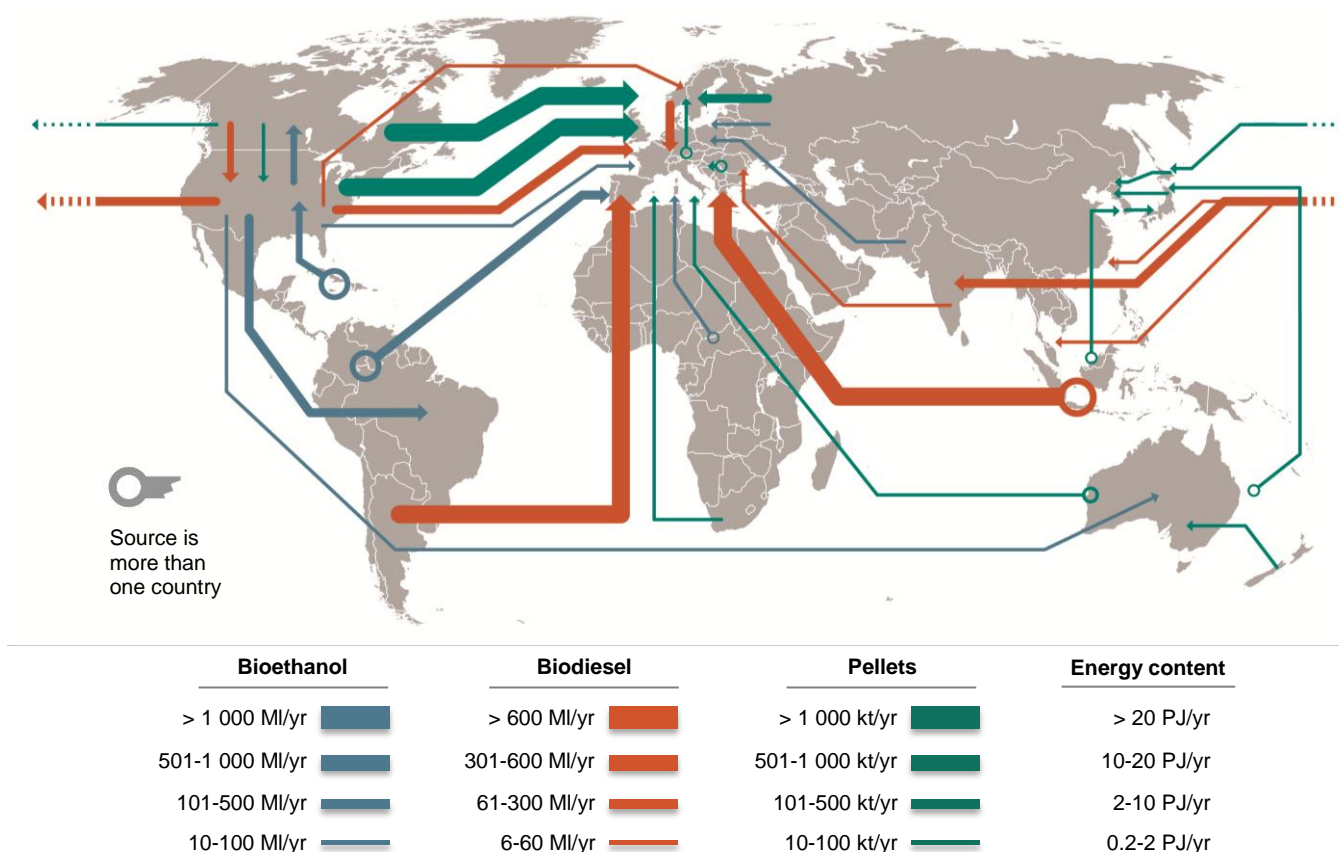 Source is
more than
one country
Bioethanol Biodiesel Pellets Energy content
> 1 000 Ml/yr > 600 Ml/yr > 1 000 kt/yr > 20 PJ/yr
501-1 000 Ml/yr 301-600 Ml/yr 501-1 000 kt/yr 10-20 PJ/yr
101-500 Ml/yr 61-300 Ml/yr 101-500 kt/yr 2-10 PJ/yr
10-100 Ml/yr 6-60 Ml/yr 10-100 kt/yr 0.2-2 PJ/yr